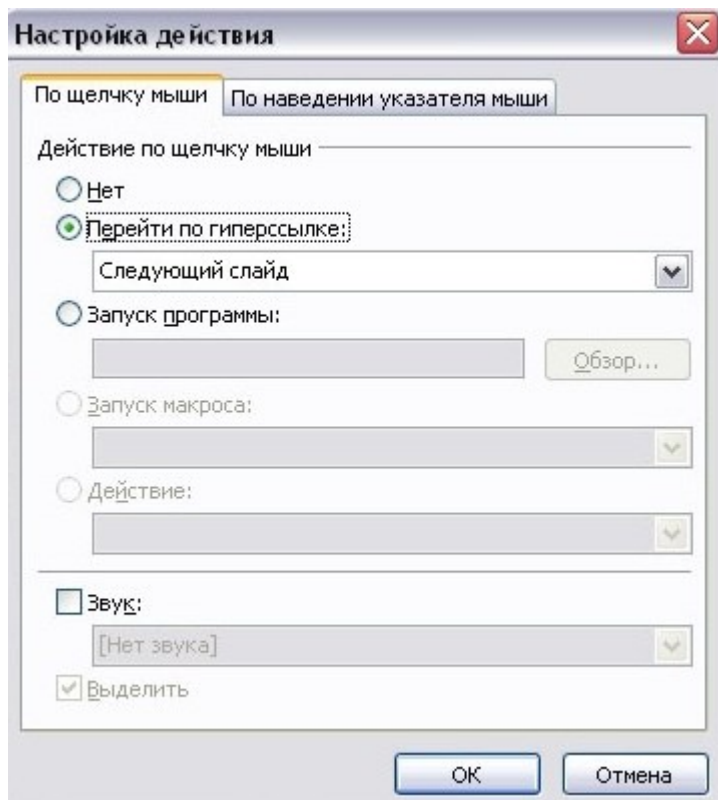 Настройка действия
По щелчку мыши По наведении указателя мыши
Действие по щелчку мыши
Нет
Перейти по гиперссылке:
Следующий слайд
Запуск программы:
Обзор...
Запуск макроса:
Действие:
Звук:
[Нет звука]
Выделить
ОК Отмена